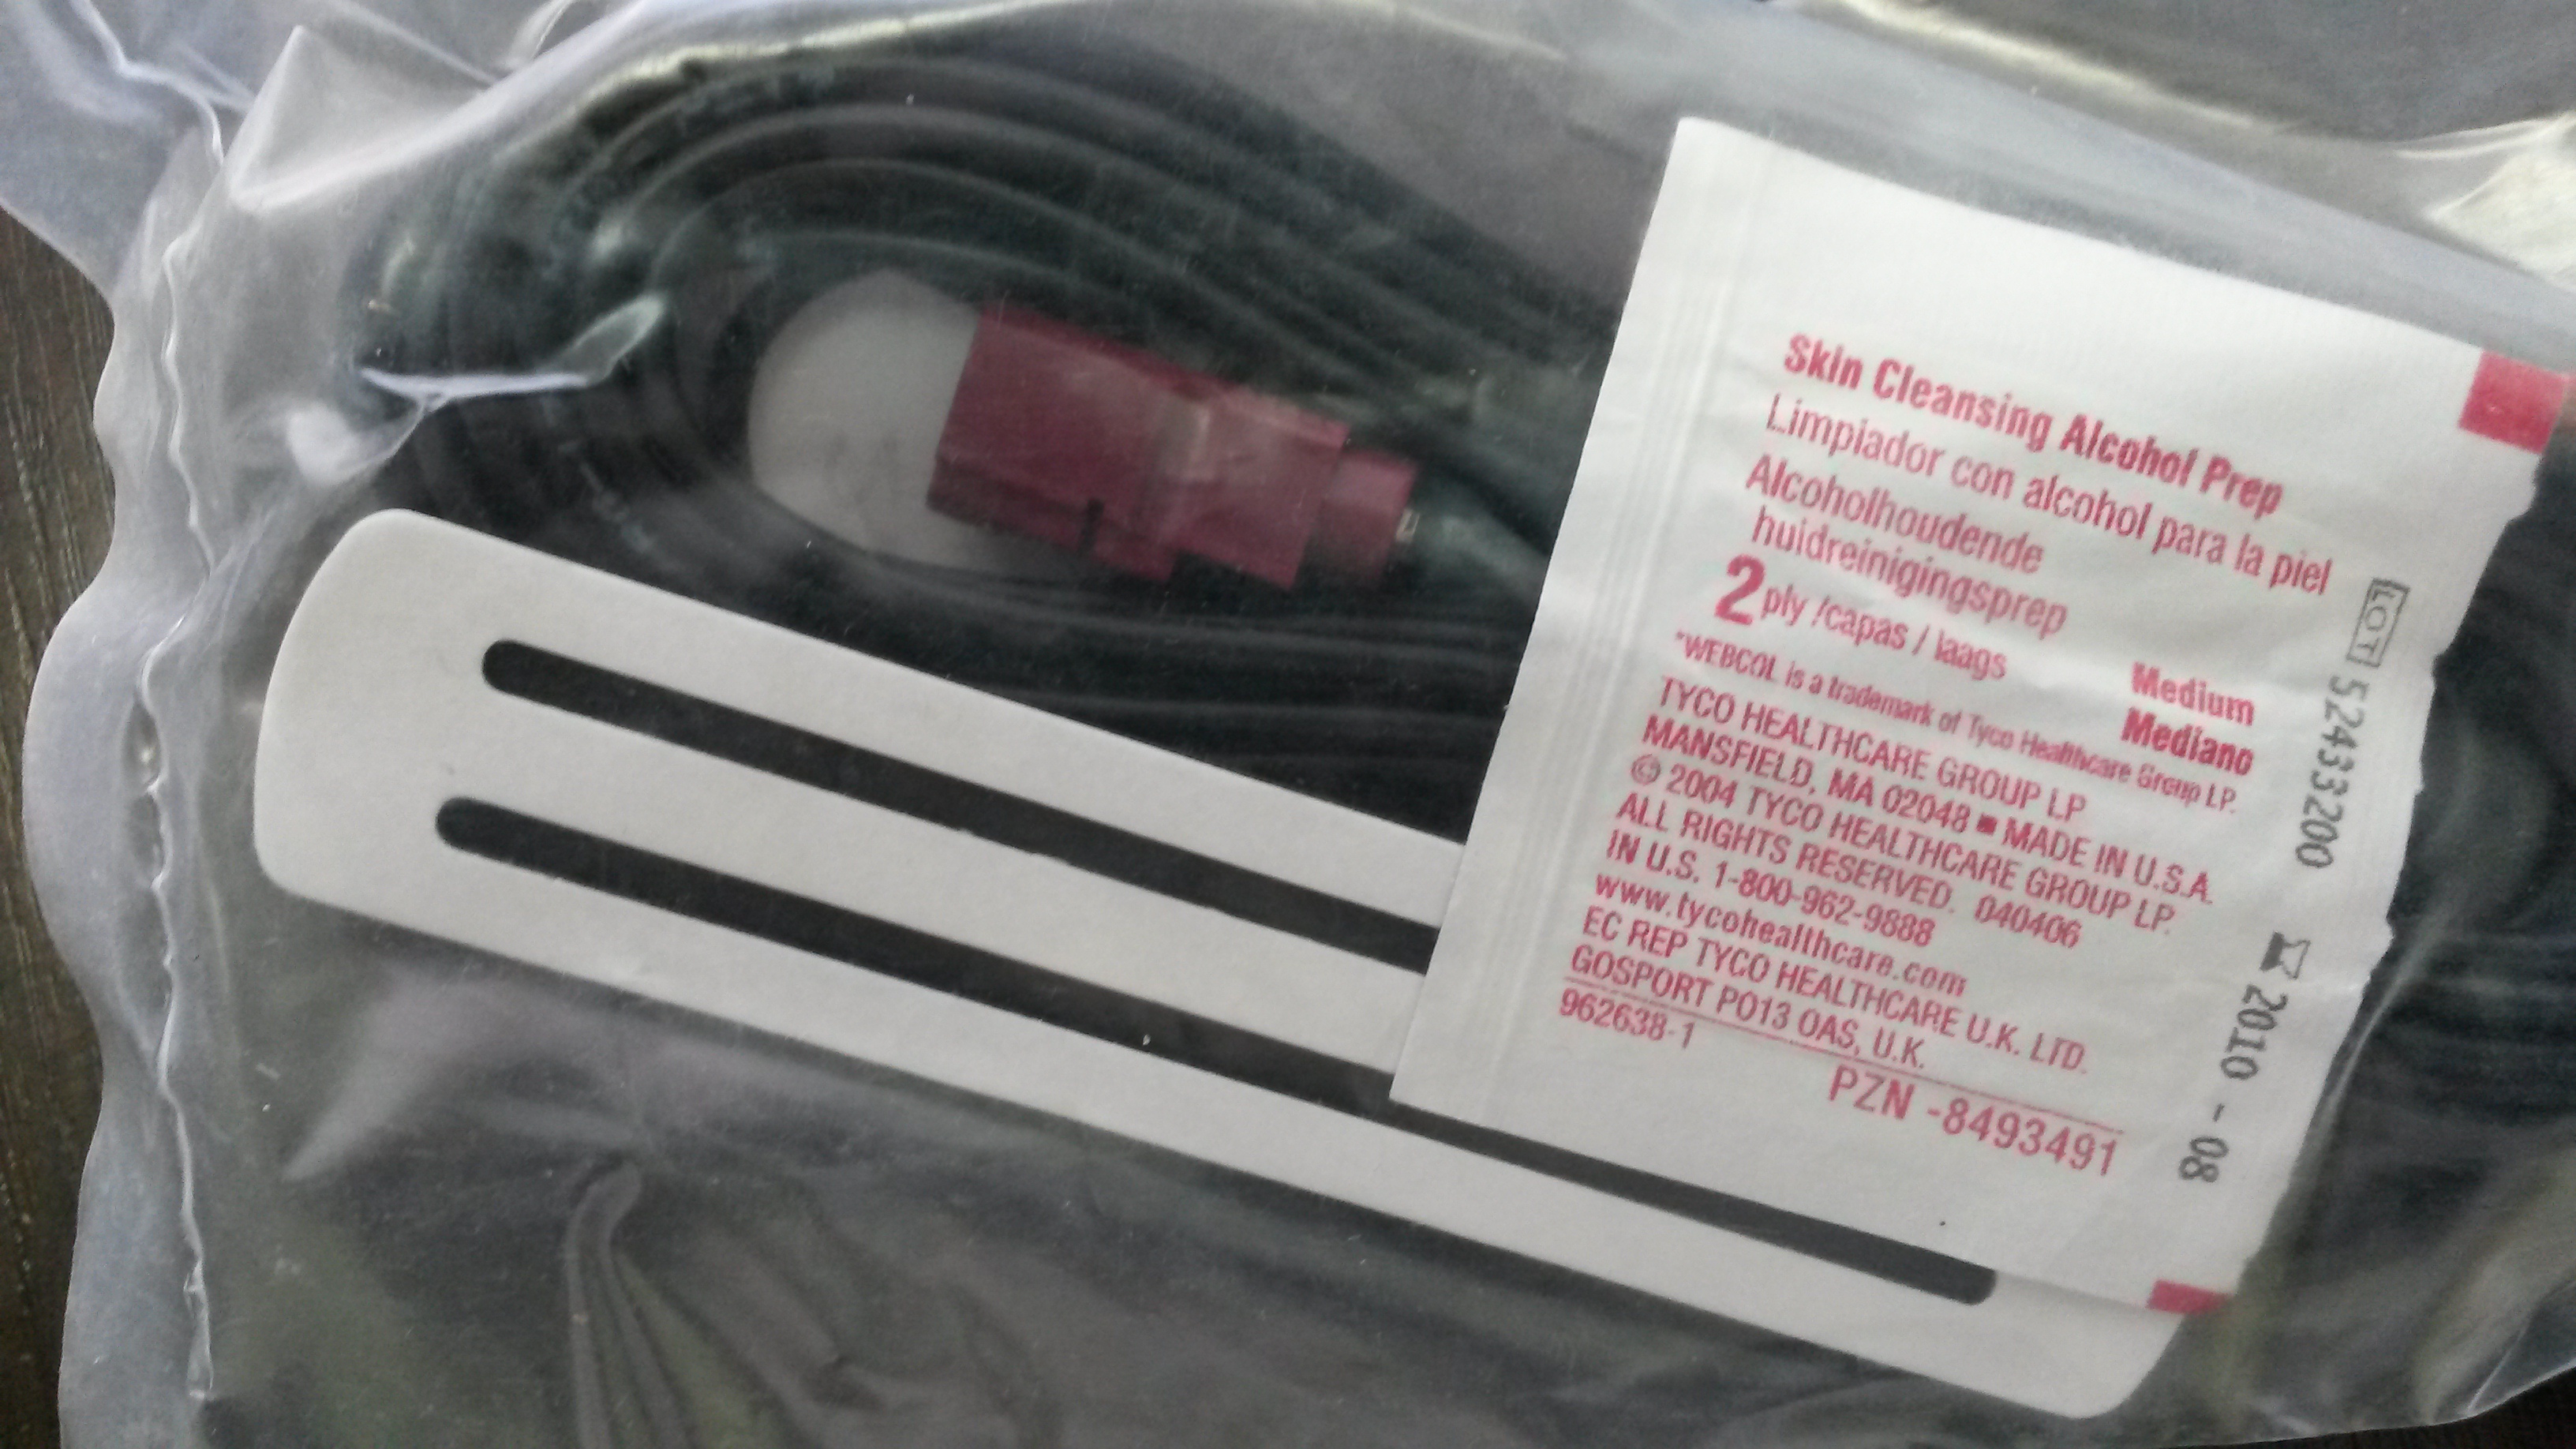 Skin Cleansing Alcohol Prep
Limpiador con alcohol para la piel
Alcoholhoudende
huidreinigingsprep
2 ply /capas / laags
Medium
Mediano
*WEBCOL is a trademark of Tyco Healthcare Group LP.
TYCO HEALTHCARE GROUP LP
MANSFIELD, MA 02048 ■ MADE IN U.S.A.
© 2004 TYCO HEALTHCARE GROUP LP.
ALL RIGHTS RESERVED. 040406
IN U.S. 1-800-962-9888
www.tycohealthcare.com
EC REP TYCO HEALTHCARE U.K. LTD.
GOSPORT PO13 OAS, U.K.
962638-1
PZN -8493491
LOT 52433200 2010-08